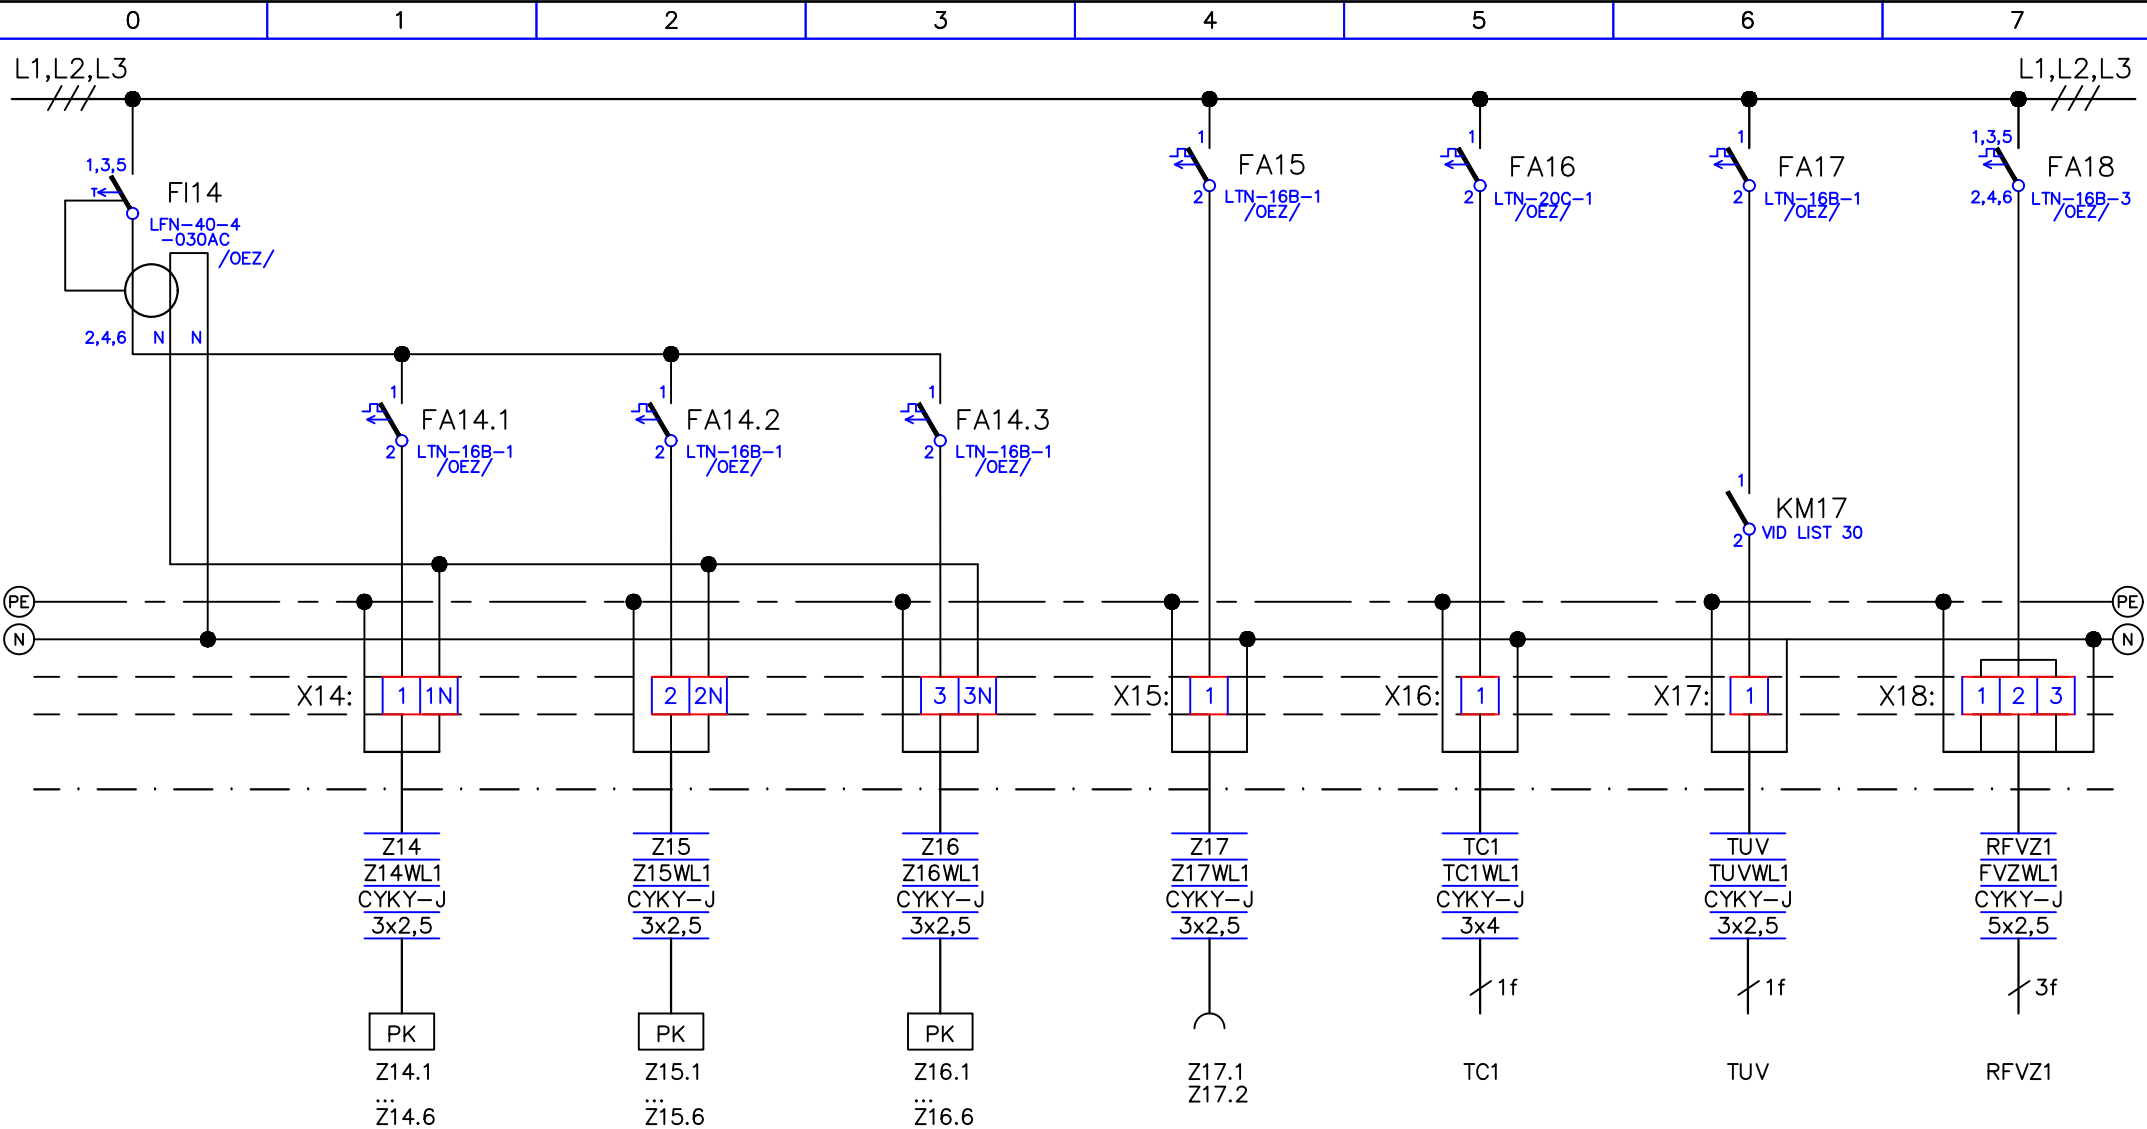 0 1 2 3 4 5 6 7
L1,L2,L3 L1,L2,L3
1 1 1 1,3,5
1,3,5
FA15 FA16 FA17 FA18
T FI14
2 LTN-16B-1 2 LTN-20C-1 2 LTN-16B-1 2,4,6 LTN-16B-3
/OEZ/ /OEZ/ /OEZ/ /OEZ/
LFN-40-4
-030AC
/OEZ/
2,4,6 N N
1 1 1
FA14.1 FA14.2 FA14.3
2 LTN-16B-1 2 LTN-16B-1 2 LTN-16B-1
/OEZ/ /OEZ/ /OEZ/
1
KM17
2 VID LIST 30
PE PE
N N
X14: 1 1N 2 2N 3 3N X15: 1 X16: 1 X17: 1 X18: 1 2 3
Z14 Z15 Z16 Z17 TC1 TUV RFVZ1
Z14WL1 Z15WL1 Z16WL1 Z17WL1 TC1WL1 TUVWL1 FVZWL1
CYKY-J CYKY-J CYKY-J CYKY-J CYKY-J CYKY-J CYKY-J
3x2,5 3x2,5 3x2,5 3x2,5 3x4 3x2,5 5x2,5
1f 1f 3f
PK PK PK
Z14.1 Z15.1 Z16.1 Z17.1 TC1 TUV RFVZ1
... ... ... Z17.2
Z14.6 Z15.6 Z16.6